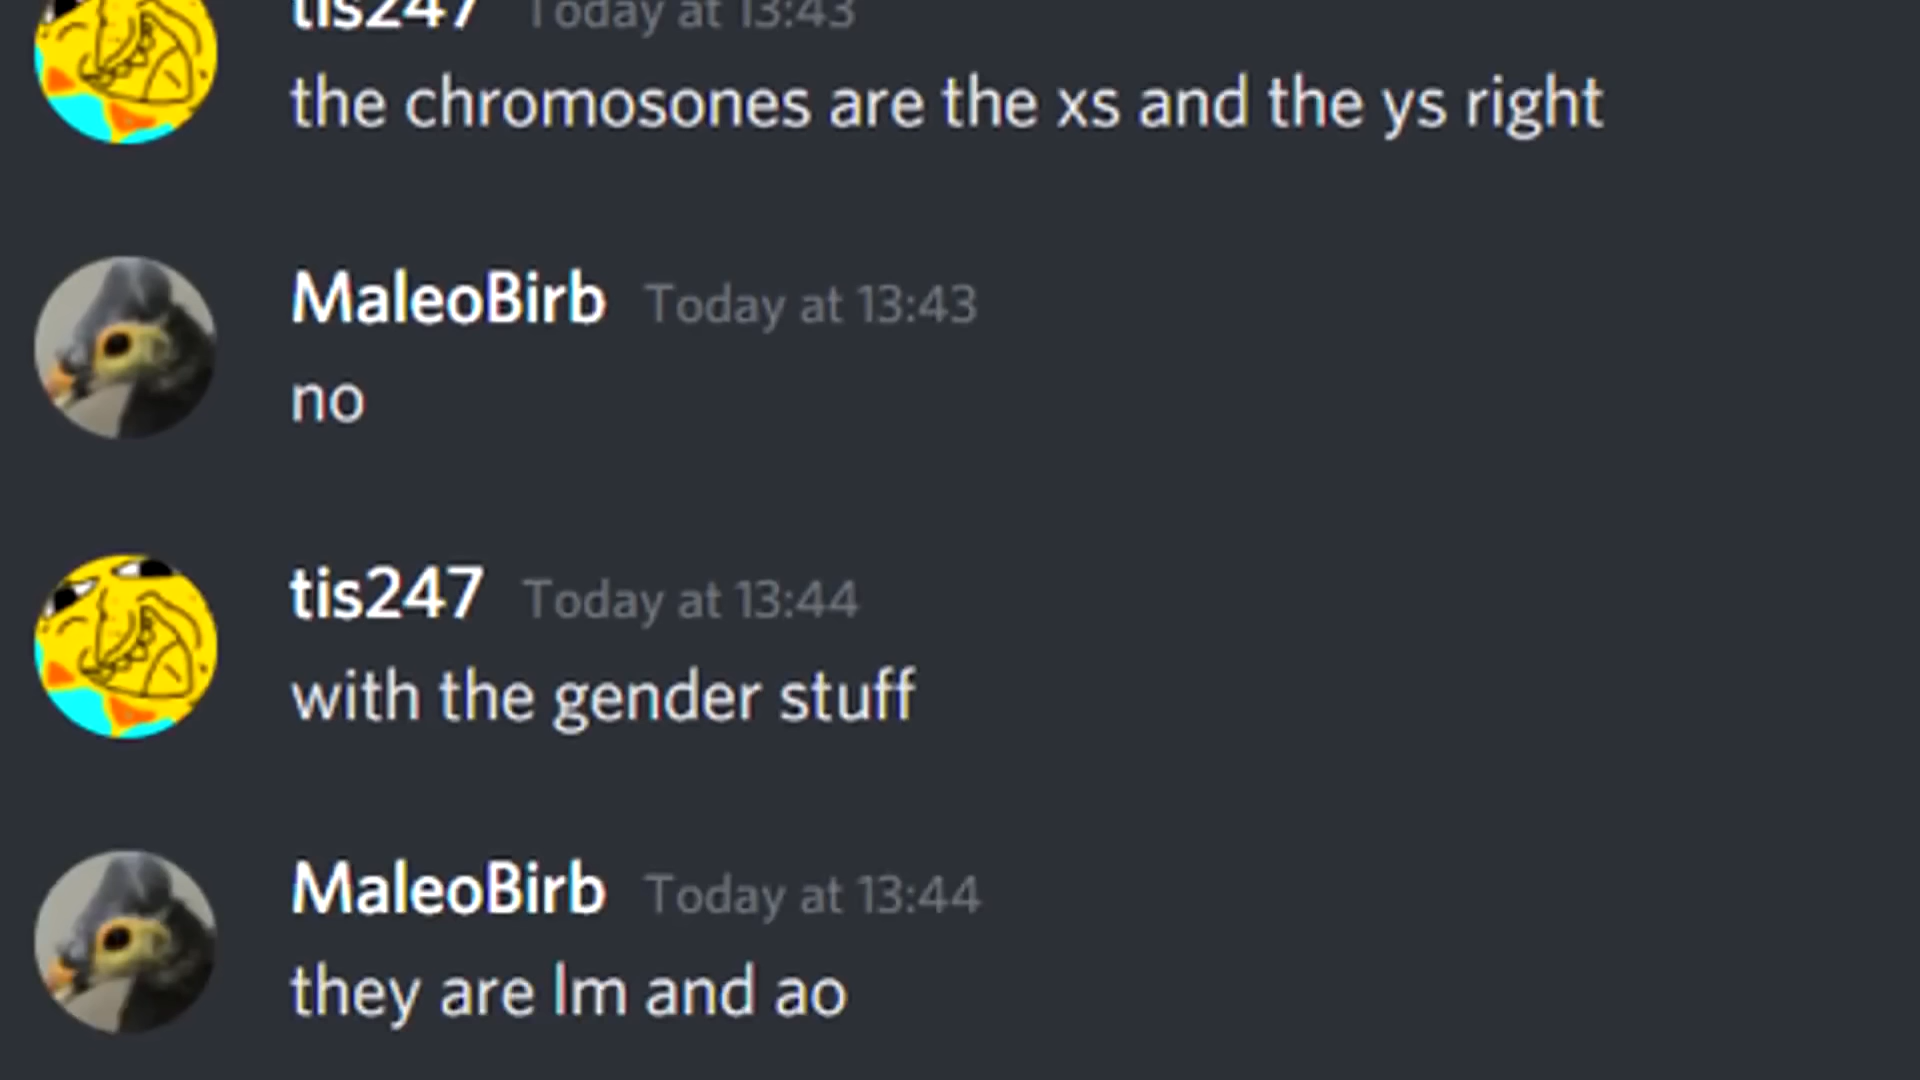 tis247 Today at 13:43
the chromosones are the xs and the ys right
MaleoBirb Today at 13:43
no
tis247 Today at 13:44
with the gender stuff
MaleoBirb Today at 13:44
they are lm and ao